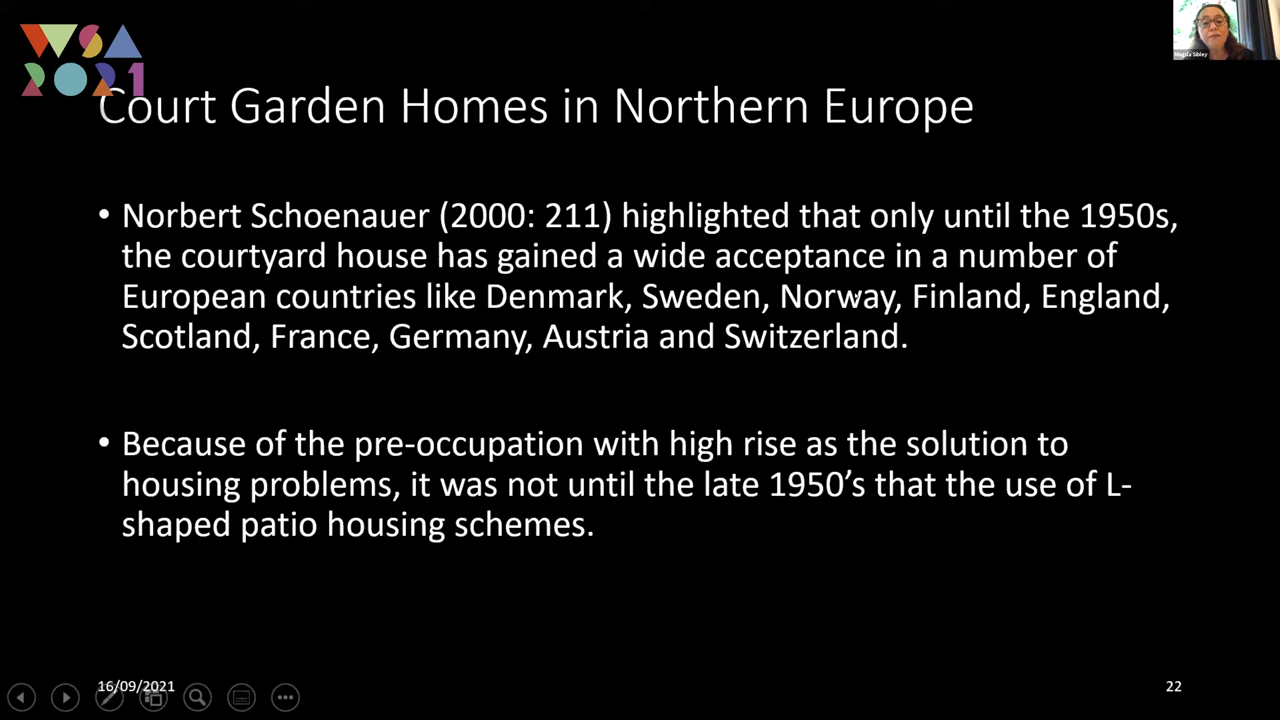 WSA
2021
Magda Sibley
Court Garden Homes in Northern Europe
• Norbert Schoenauer (2000: 211) highlighted that only until the 1950s,
the courtyard house has gained a wide acceptance in a number of
European countries like Denmark, Sweden, Norway, Finland, England,
Scotland, France, Germany, Austria and Switzerland.
• Because of the pre-occupation with high rise as the solution to
housing problems, it was not until the late 1950’s that the use of L-
shaped patio housing schemes.
16/09/2021
22